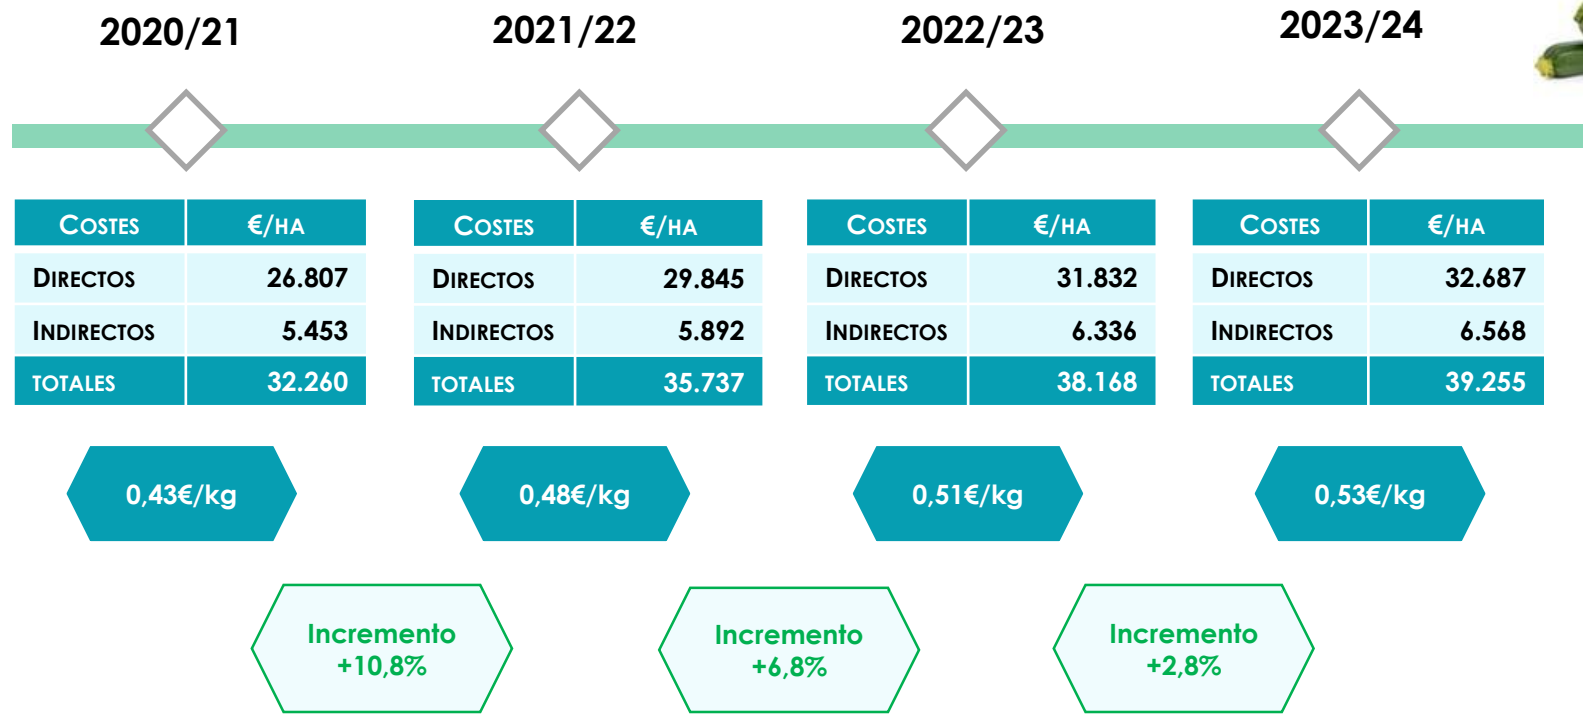 2020/21
2021/22
2022/23
2023/24
Costes €/ha
Directos 26.807
Indirectos 5.453
totales 32.260
Costes €/ha
Directos 29.845
Indirectos 5.892
totales 35.737
Costes €/ha
Directos 31.832
Indirectos 6.336
totales 38.168
Costes €/ha
Directos 32.687
Indirectos 6.568
totales 39.255
0,43€/kg
0,48€/kg
0,51€/kg
0,53€/kg
Incremento
+10,8%
Incremento
+6,8%
Incremento
+2,8%